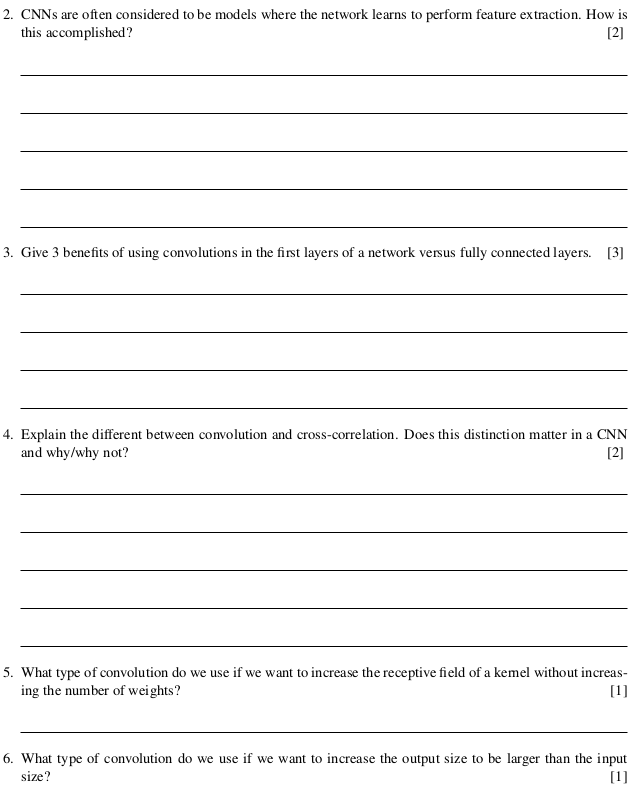 2. CNNs are often considered to be models where the network learns to perform feature extraction. How is
this accomplished? [2]
3. Give 3 benefits of using convolutions in the first layers of a network versus fully connected layers. [3]
4. Explain the different between convolution and cross-correlation. Does this distinction matter in a CNN
and why/why not? [2]
5. What type of convolution do we use if we want to increase the receptive field of a kernel without increas-
ing the number of weights? [1]
6. What type of convolution do we use if we want to increase the output size to be larger than the input
size? [1]